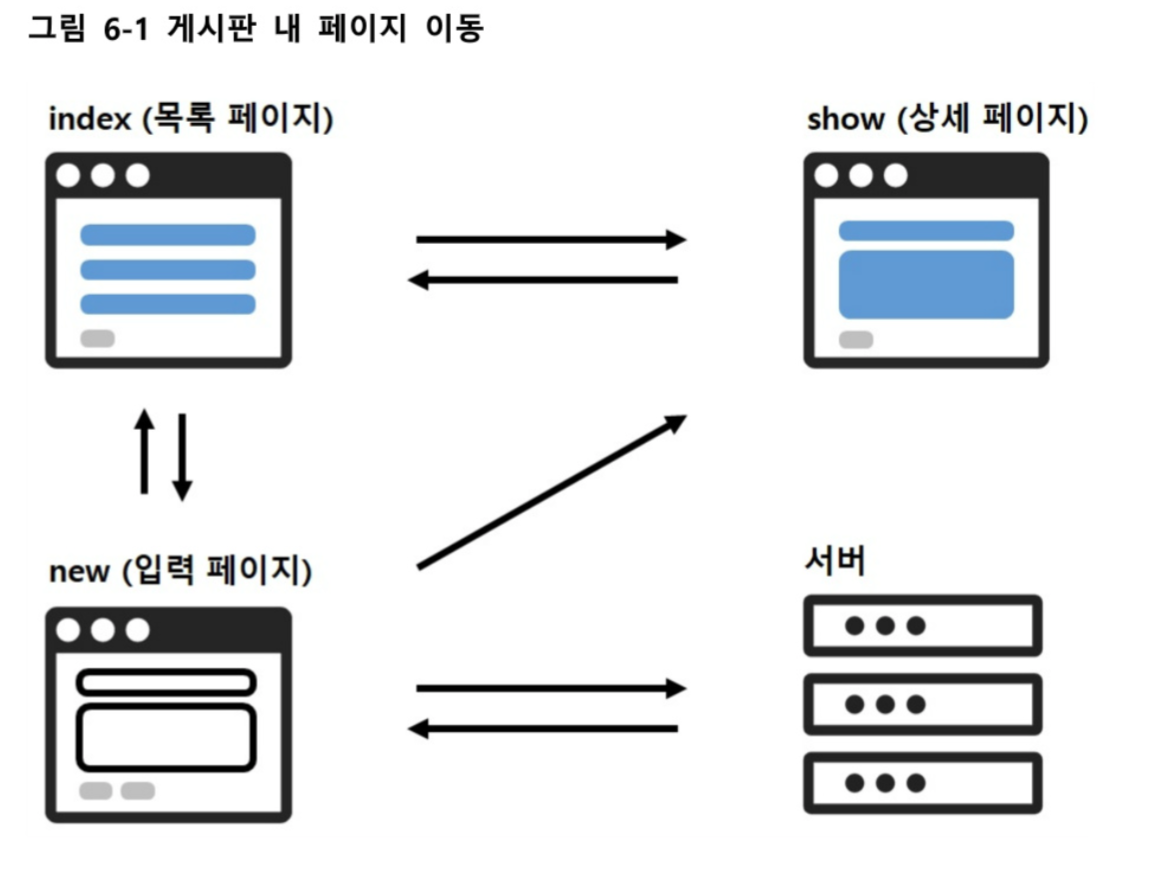 그림 6-1 게시판 내 페이지 이동
index (목록 페이지)
show (상세 페이지)
new (입력 페이지)
서버